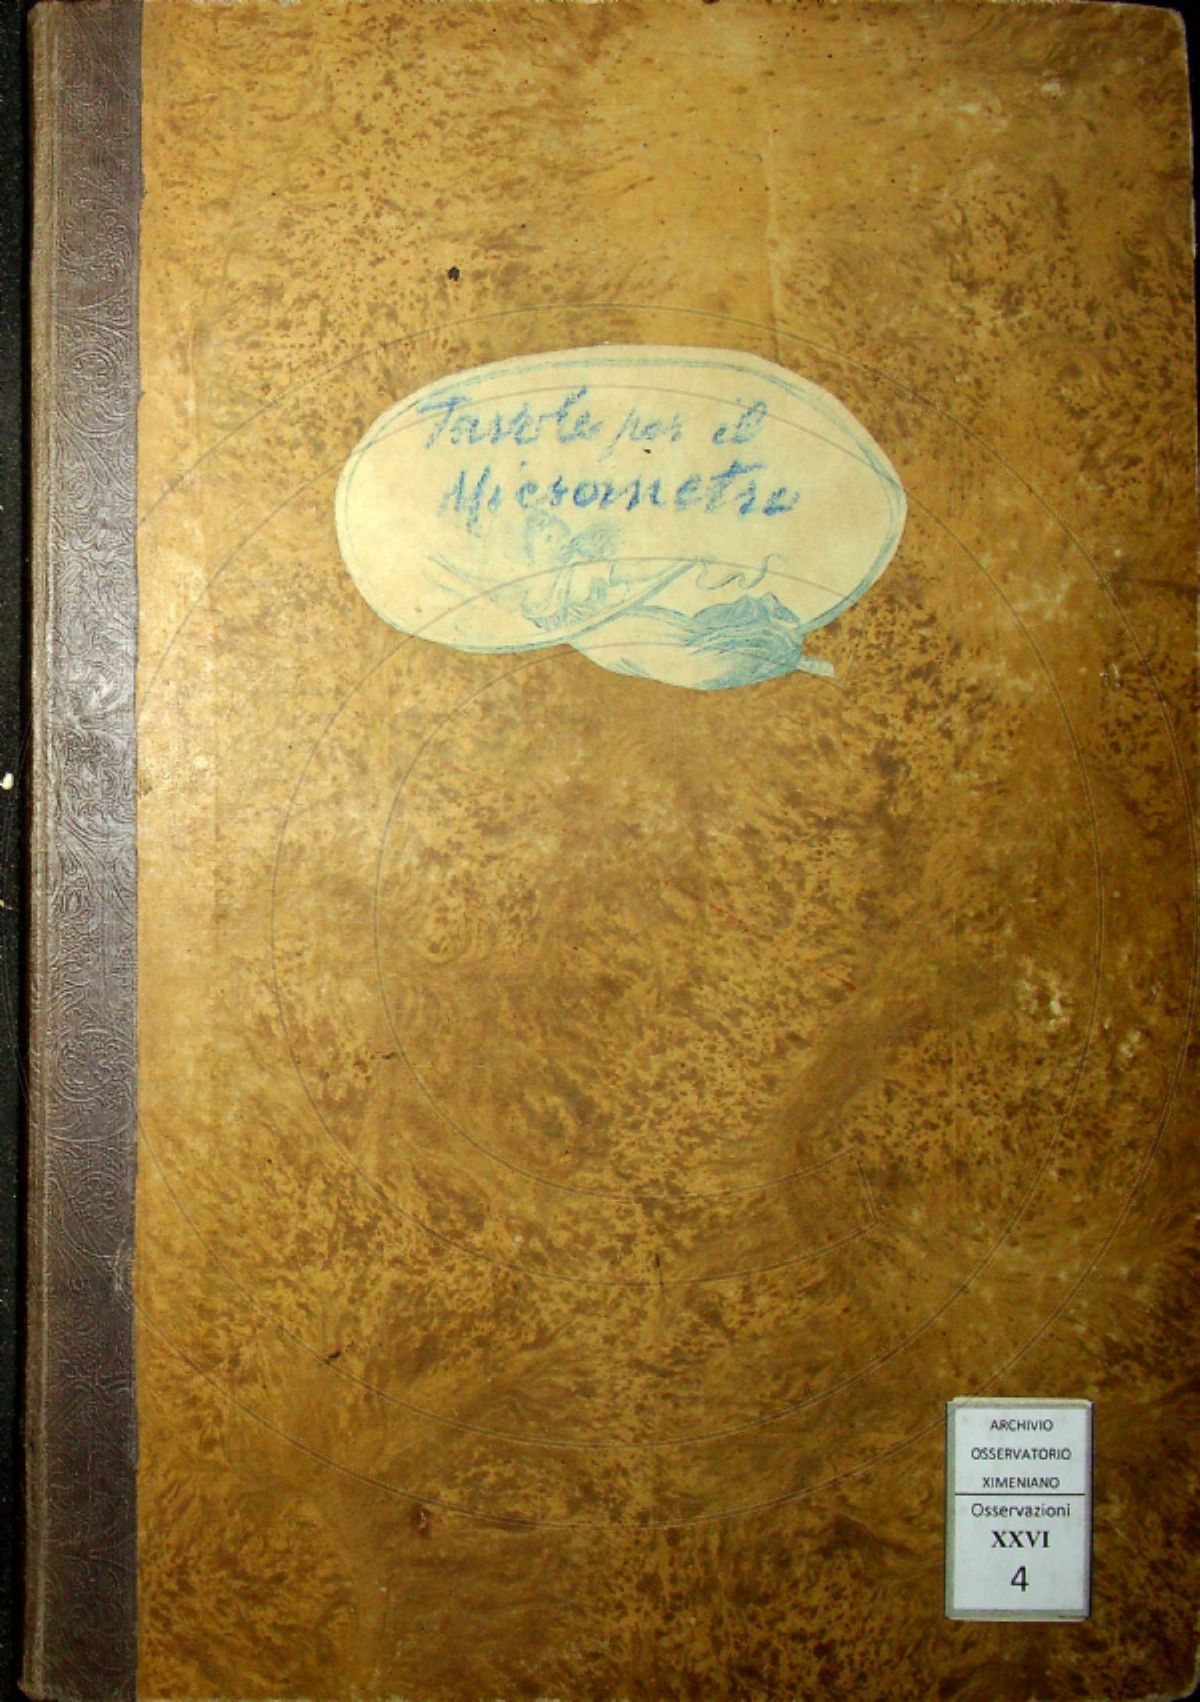 Tavole per il
Micrometro
ARCHIVIO
OSSERVATORIO
XIMENIANO
Osservazioni
XXVI
4